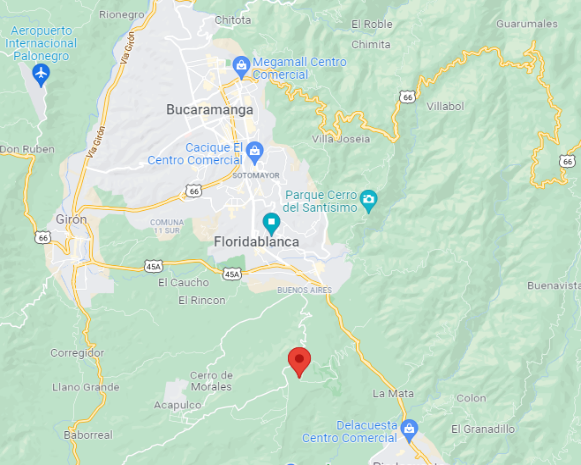 Rionegro
Chitota
El Roble
Guarumales
Aeropuerto
Internacional
Palonegro
Vía Girón
Chimita
Megamall Centro
Comercial
66
Villabol
Bucaramanga
Vía Girón
Villa Joseia
Don Ruben
Cacique El
Centro Comercial
66
SOTOMAYOR
66
Parque Cerro
del Santísimo
Girón
COMUNA
11 SUR
66
Floridablanca
45A
45A
El Caucho
BUENOS AIRES
Buenavista
El Rincon
Corregidor
Cerro de
Morales
Llano Grande
La Mata
Acapulco
Colon
Baborreal
Delacuesta
Centro Comercial
El Granadillo